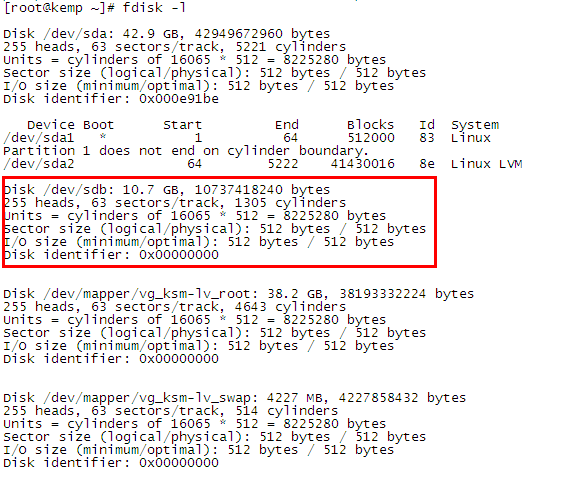 [root@kemp ~]# fdisk -l
Disk /dev/sda: 42.9 GB, 42949672960 bytes
255 heads, 63 sectors/track, 5221 cylinders
Units = cylinders of 16065 * 512 = 8225280 bytes
Sector size (logical/physical): 512 bytes / 512 bytes
I/O size (minimum/optimal): 512 bytes / 512 bytes
Disk identifier: 0x000e91be
Device Boot Start End Blocks Id System
/dev/sda1 * 1 64 512000 83 Linux
Partition 1 does not end on cylinder boundary.
/dev/sda2 64 5222 41430016 8e Linux LVM
Disk /dev/sdb: 10.7 GB, 10737418240 bytes
255 heads, 63 sectors/track, 1305 cylinders
Units = cylinders of 16065 * 512 = 8225280 bytes
Sector size (logical/physical): 512 bytes / 512 bytes
I/O size (minimum/optimal): 512 bytes / 512 bytes
Disk identifier: 0x00000000
Disk /dev/mapper/vg_ksm-lv_root: 38.2 GB, 38193332224 bytes
255 heads, 63 sectors/track, 4643 cylinders
Units = cylinders of 16065 * 512 = 8225280 bytes
Sector size (logical/physical): 512 bytes / 512 bytes
I/O size (minimum/optimal): 512 bytes / 512 bytes
Disk identifier: 0x00000000
Disk /dev/mapper/vg_ksm-lv_swap: 4227 MB, 4227858432 bytes
255 heads, 63 sectors/track, 514 cylinders
Units = cylinders of 16065 * 512 = 8225280 bytes
Sector size (logical/physical): 512 bytes / 512 bytes
I/O size (minimum/optimal): 512 bytes / 512 bytes
Disk identifier: 0x00000000